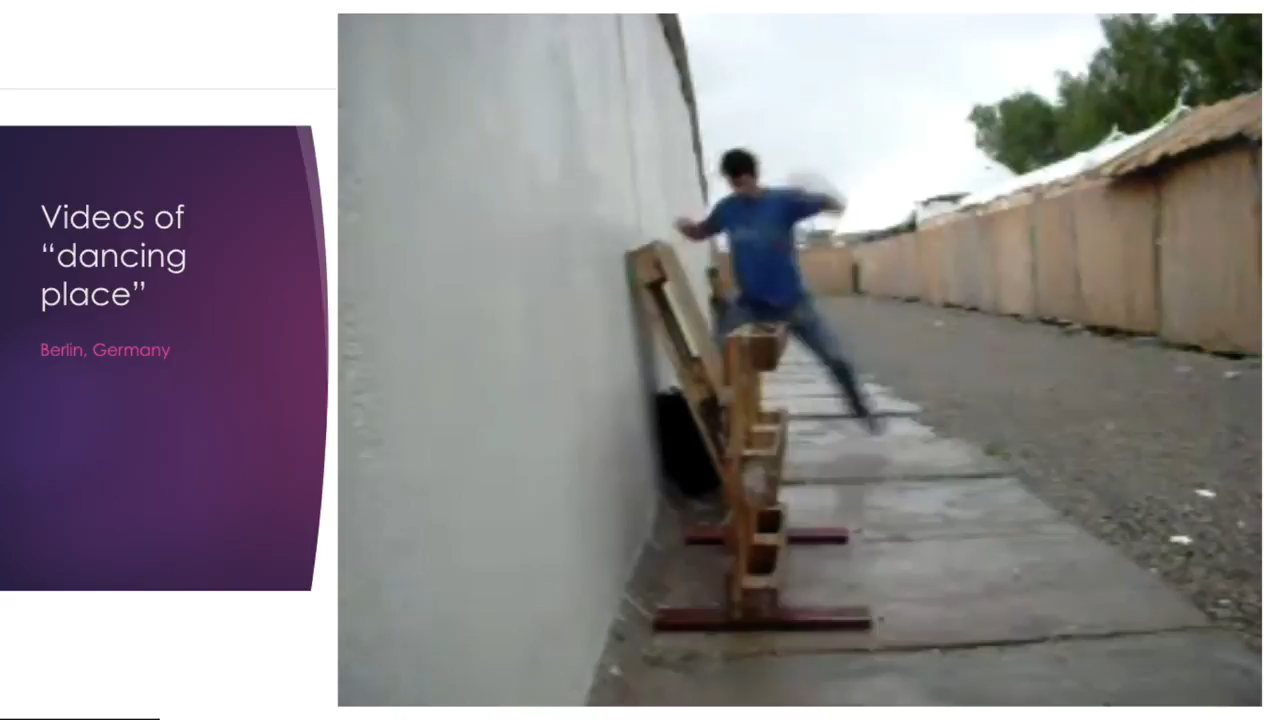 Videos of
“dancing
place”
Berlin, Germany